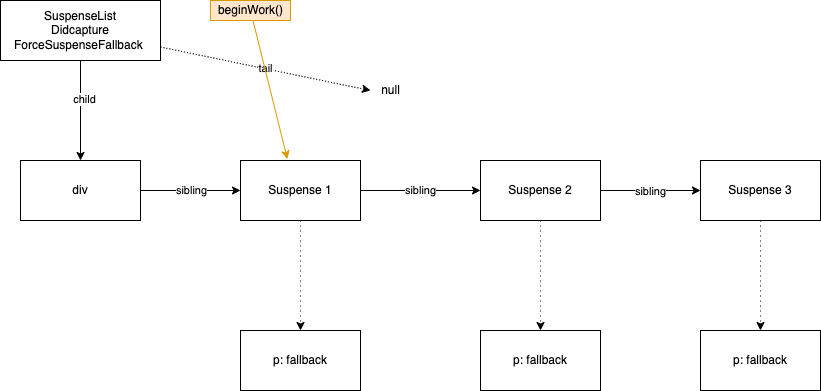 SuspenseList
Didcapture
ForceSuspenseFallback
beginWork()
tail
null
child
div
sibling
Suspense 1
sibling
Suspense 2
sibling
Suspense 3
p: fallback
p: fallback
p: fallback